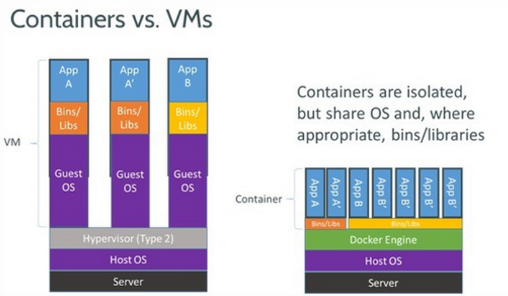 Containers vs. VMs
App
A
App
A'
App
B
Bins/
Libs
Bins/
Libs
Bins/
Libs
VM
Guest
OS
Guest
OS
Guest
OS
Hypervisor (Type 2)
Host OS
Server
Containers are isolated,
but share OS and, where
appropriate, bins/libraries
Container
App A
App A'
App B
App B'
App B'
App B'
App B'
Bins/Libs
Bins/Libs
Docker Engine
Host OS
Server